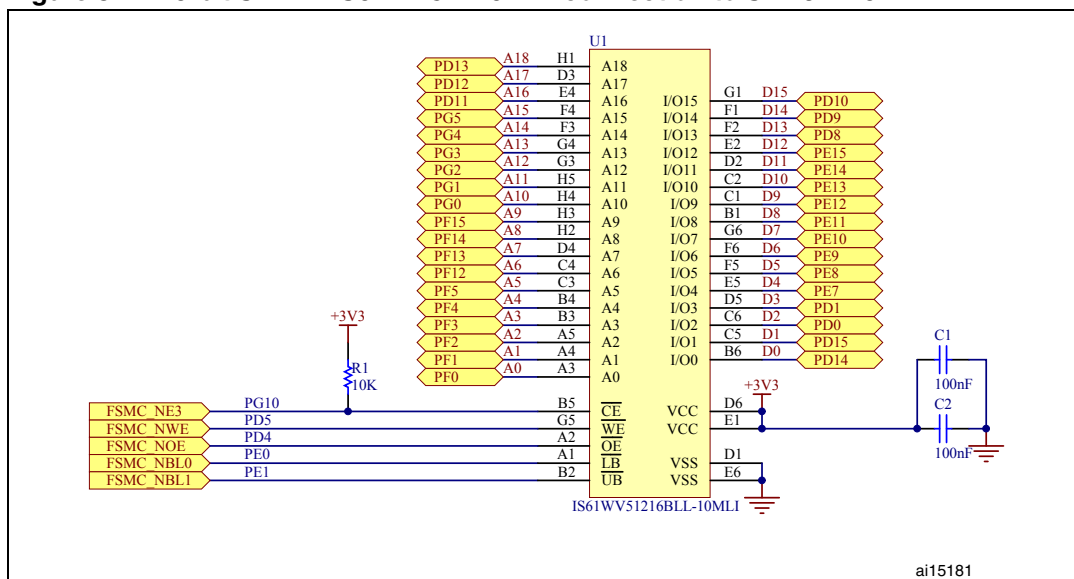 U1
PD13 A18 H1 A18
PD12 A17 D3 A17
PD11 A16 E4 A16 I/O15 G1 D15 PD10
PG5 A15 F4 A15 I/O14 F1 D14 PD9
PG4 A14 F3 A14 I/O13 F2 D13 PD8
PG3 A13 G4 A13 I/O12 E2 D12 PE15
PG2 A12 G3 A12 I/O11 D2 D11 PE14
PG1 A11 H5 A11 I/O10 C2 D10 PE13
PG0 A10 H4 A10 I/O9 C1 D9 PE12
PF15 A9 H3 A9 I/O8 B1 D8 PE11
PF14 A8 H2 A8 I/O7 G6 D7 PE10
PF13 A7 D4 A7 I/O6 F6 D6 PE9
PF12 A6 C4 A6 I/O5 F5 D5 PE8
PF5 A5 C3 A5 I/O4 E5 D4 PE7
PF4 A4 B4 A4 I/O3 D5 D3 PD1
PF3 A3 B3 A3 I/O2 C6 D2 PD0
PF2 A2 A5 A2 I/O1 C5 D1 PD15
PF1 A1 A4 A1 I/O0 B6 D0 PD14
PF0 A0 A3 A0
+3V3
R1
10K
C1
100nF
+3V3
FSMC_NE3 PG10 B5 CE VCC D6
C2
FSMC_NWE PD5 G5 WE VCC E1
100nF
FSMC_NOE PD4 A2 OE
FSMC_NBL0 PE0 A1 LB VSS D1
FSMC_NBL1 PE1 B2 UB VSS E6
IS61WV51216BLL-10MLI
ai15181